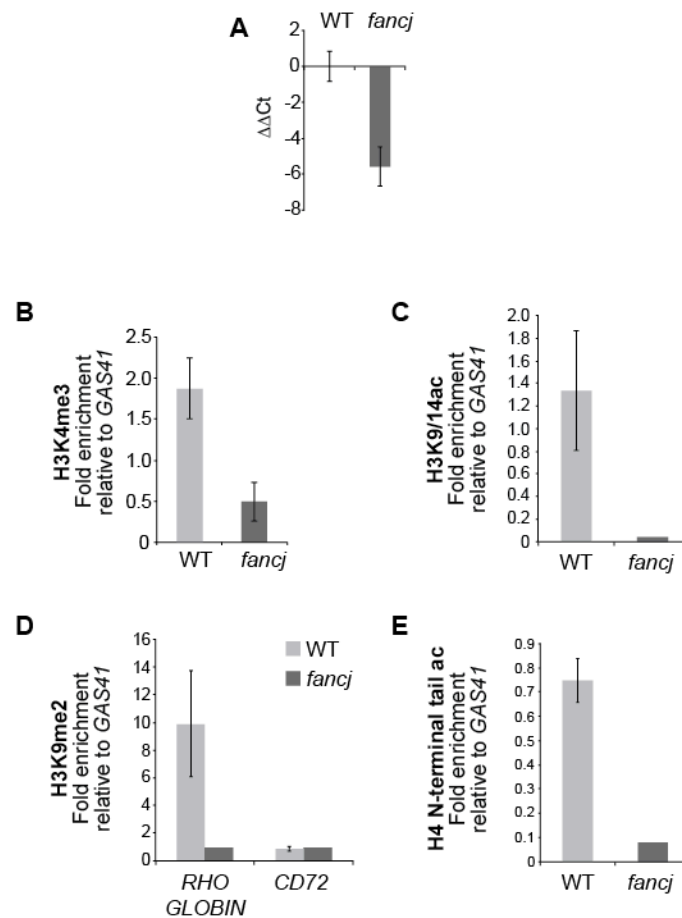 A
WT fancj
2
0
-2
-4
-6
-8
ΔΔCt
B
H3K4me3
Fold enrichment
relative to GAS41
2.5
2.0
1.5
1.0
0.5
0
WT fancj
C
H3K9/14ac
Fold enrichment
relative to GAS41
2.0
1.8
1.6
1.4
1.2
1.0
0.8
0.6
0.4
0.2
0
WT fancj
D
H3K9me2
Fold enrichment
relative to GAS41
16
14
12
10
8
6
4
2
0
WT
fancj
RHO CD72
GLOBIN
E
H4 N-terminal tail ac
Fold enrichment
relative to GAS41
0.9
0.8
0.7
0.6
0.5
0.4
0.3
0.2
0.1
0
WT fancj